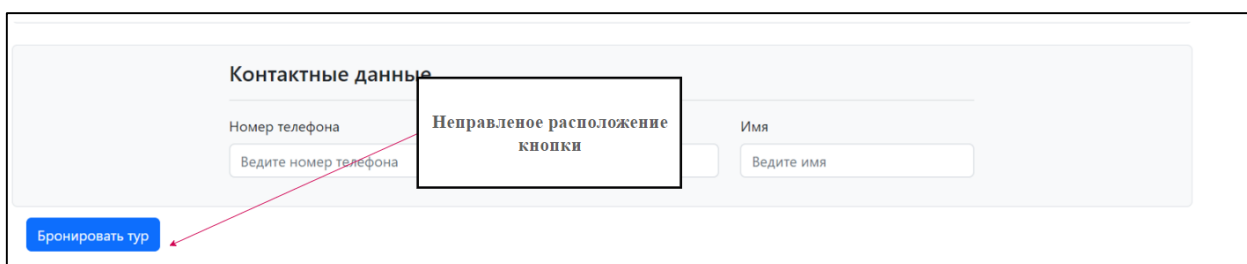 Контактные данные
Номер телефона
Неправленое расположение
кнопки
Имя
Ведите номер телефона
Ведите имя
Бронировать тур